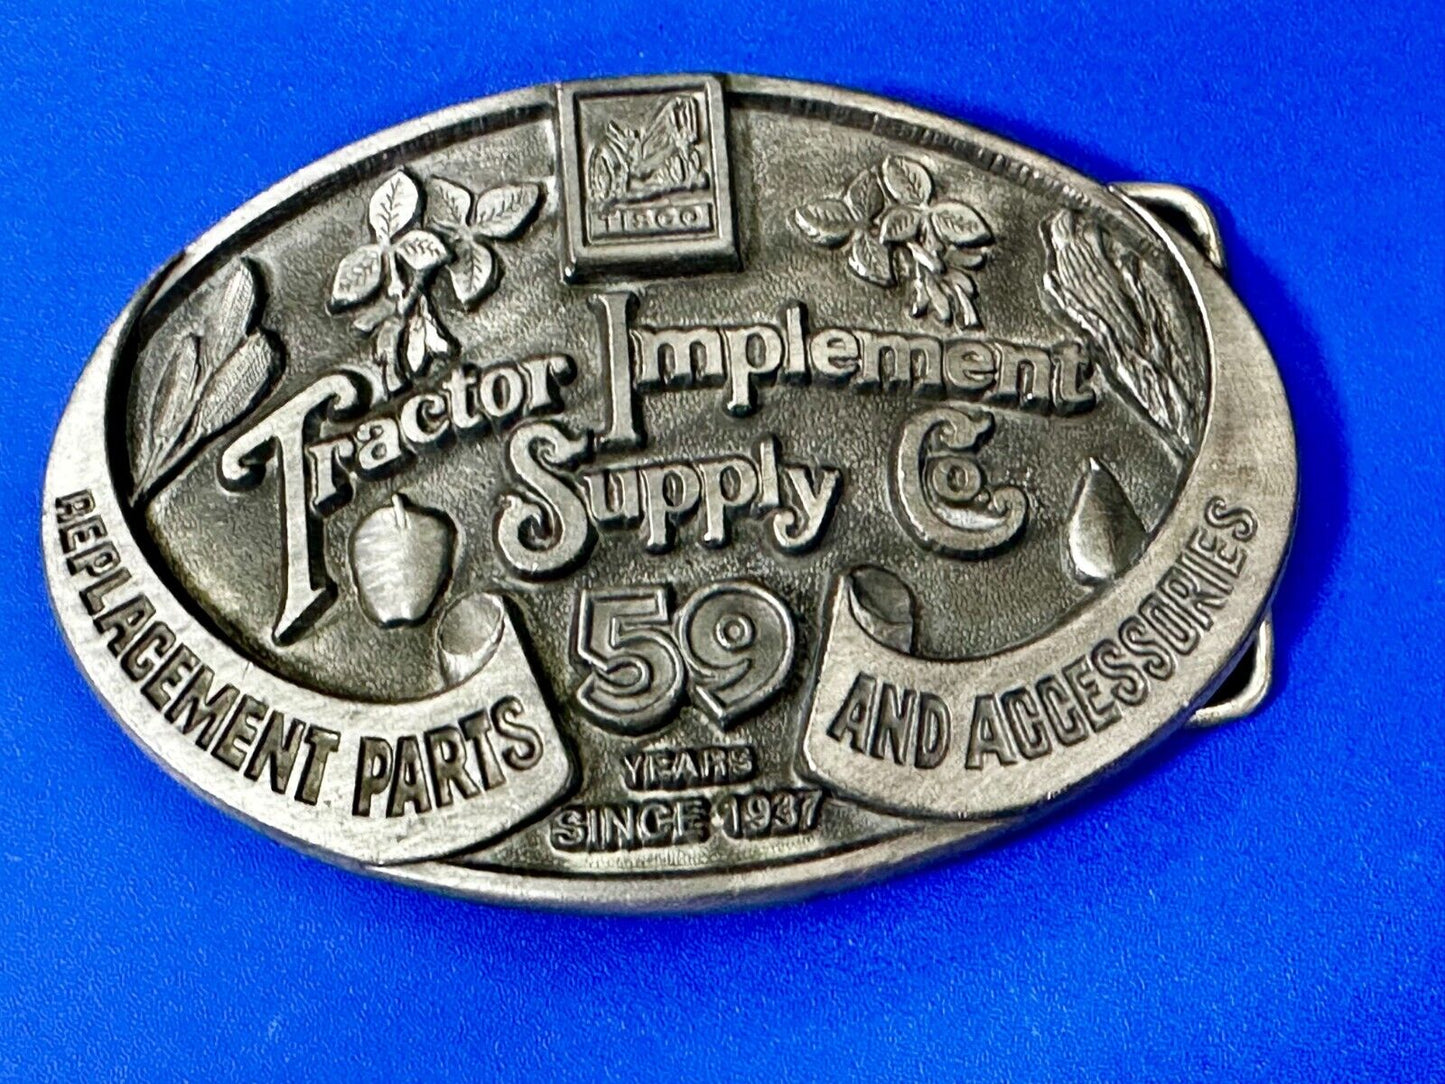 TISCO
Tractor Implement
Supply Co.
59
YEARS
SINCE 1937
REPLACEMENT PARTS
AND ACCESSORIES